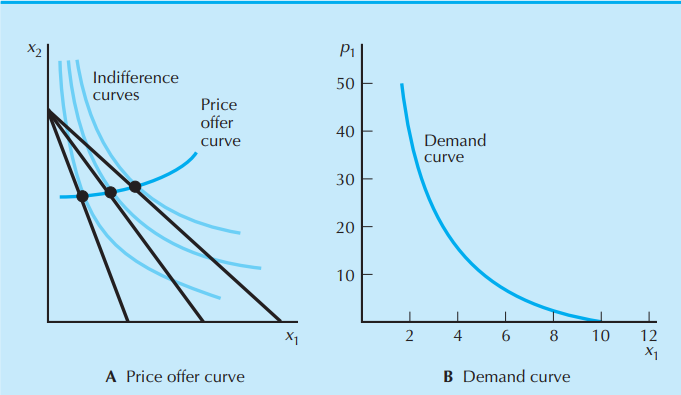 x2
Indifference
curves
Price
offer
curve
x1
A Price offer curve
p1
50
40
30
20
10
Demand
curve
2 4 6 8 10 12
x1
B Demand curve